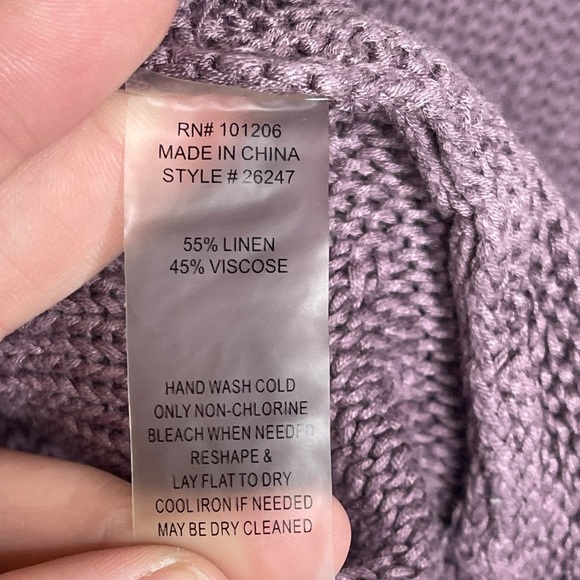 RN# 101206
MADE IN CHINA
STYLE # 26247
55% LINEN
45% VISCOSE
HAND WASH COLD
ONLY NON-CHLORINE
BLEACH WHEN NEEDED
RESHAPE &
LAY FLAT TO DRY
COOL IRON IF NEEDED
MAY BE DRY CLEANED